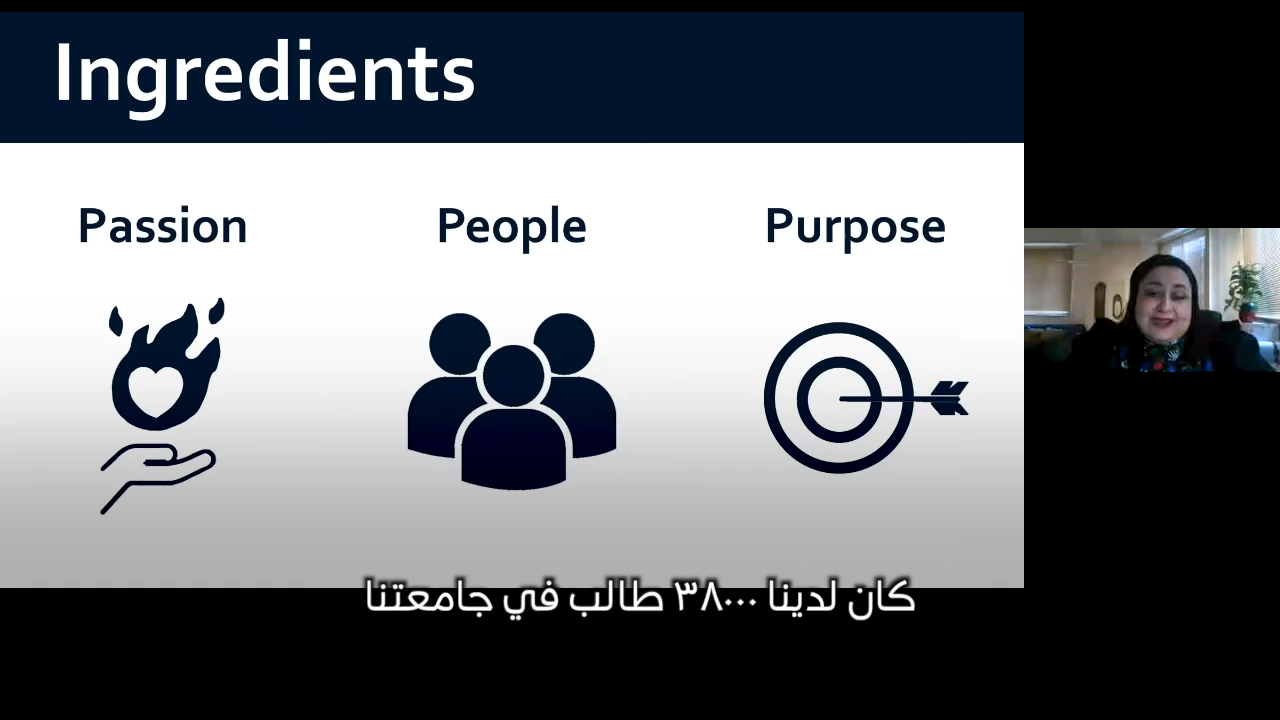 Ingredients
Passion
People
Purpose
كان لدينا ٣٨٠٠٠ طالب في جامعتنا